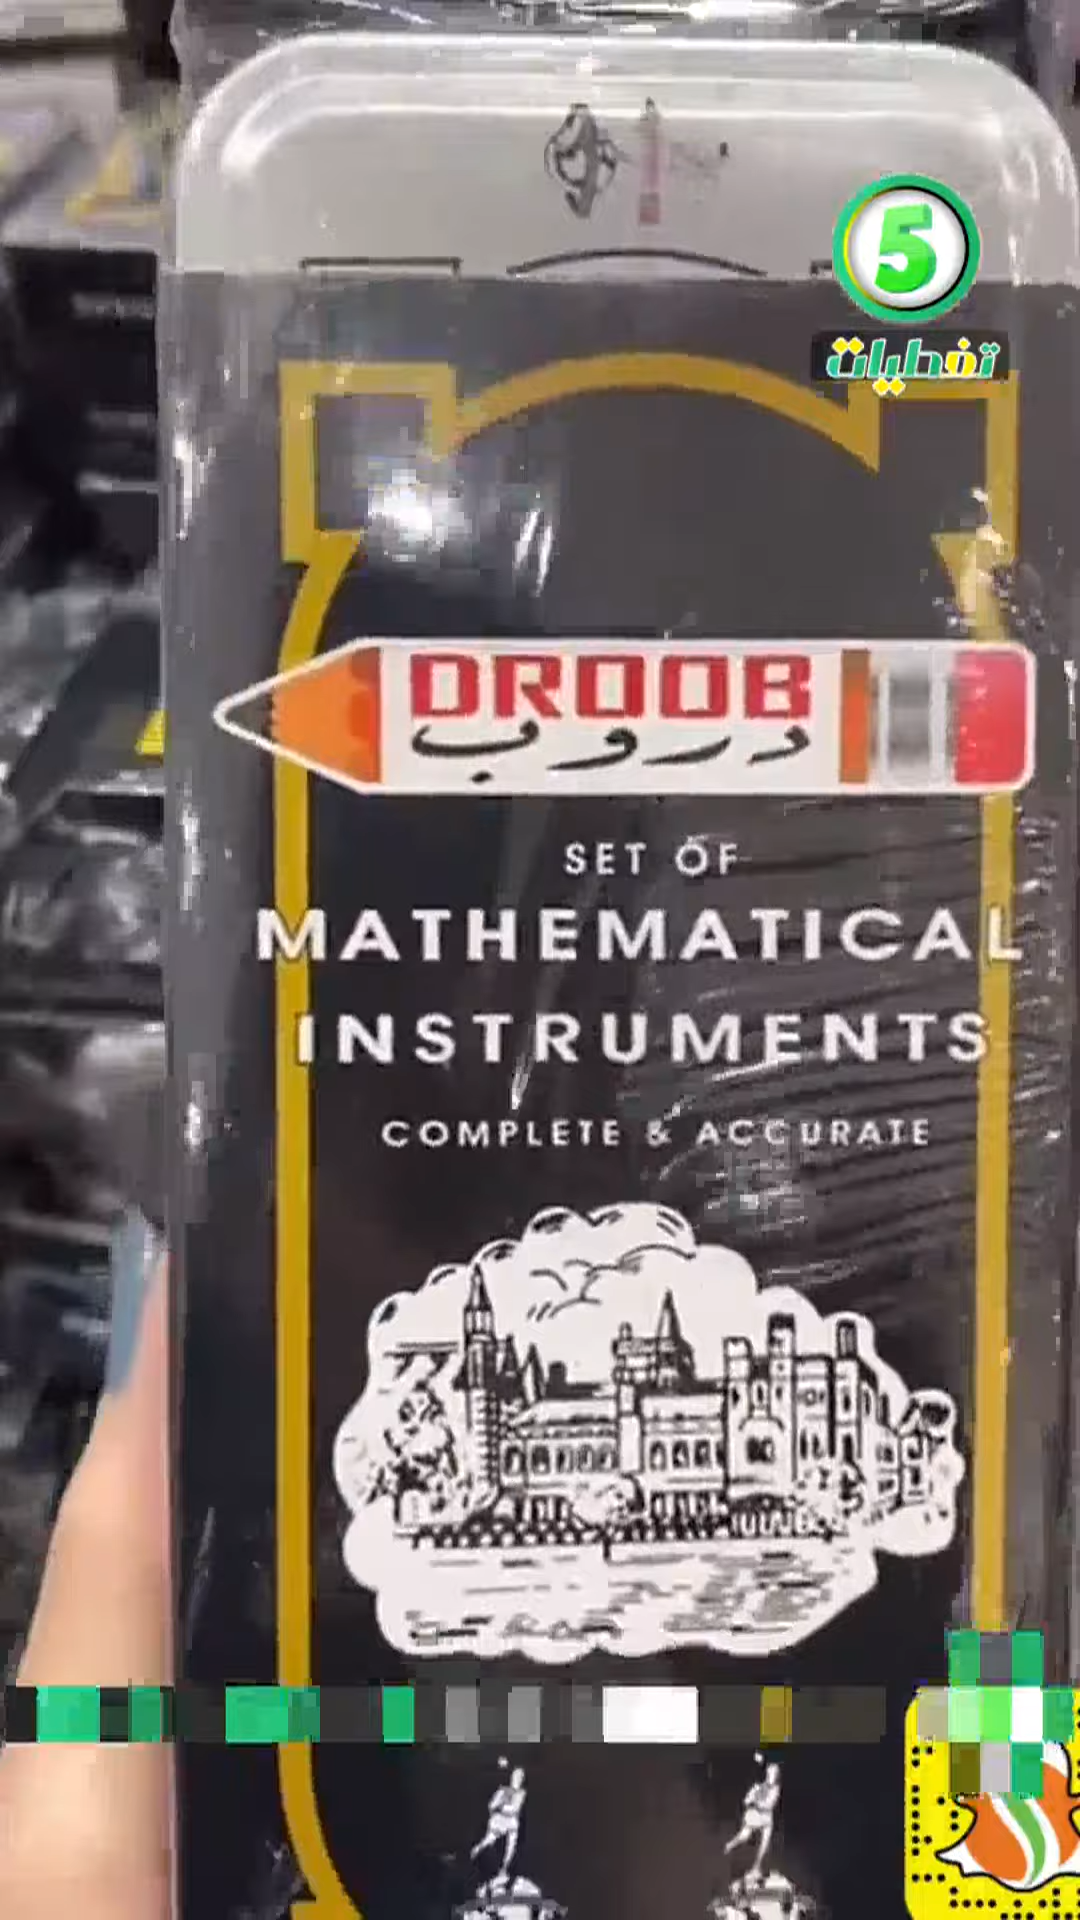 5
تغطيات
DROOB
دروب
SET OF
MATHEMATICAL
INSTRUMENTS
COMPLETE & ACCURATE